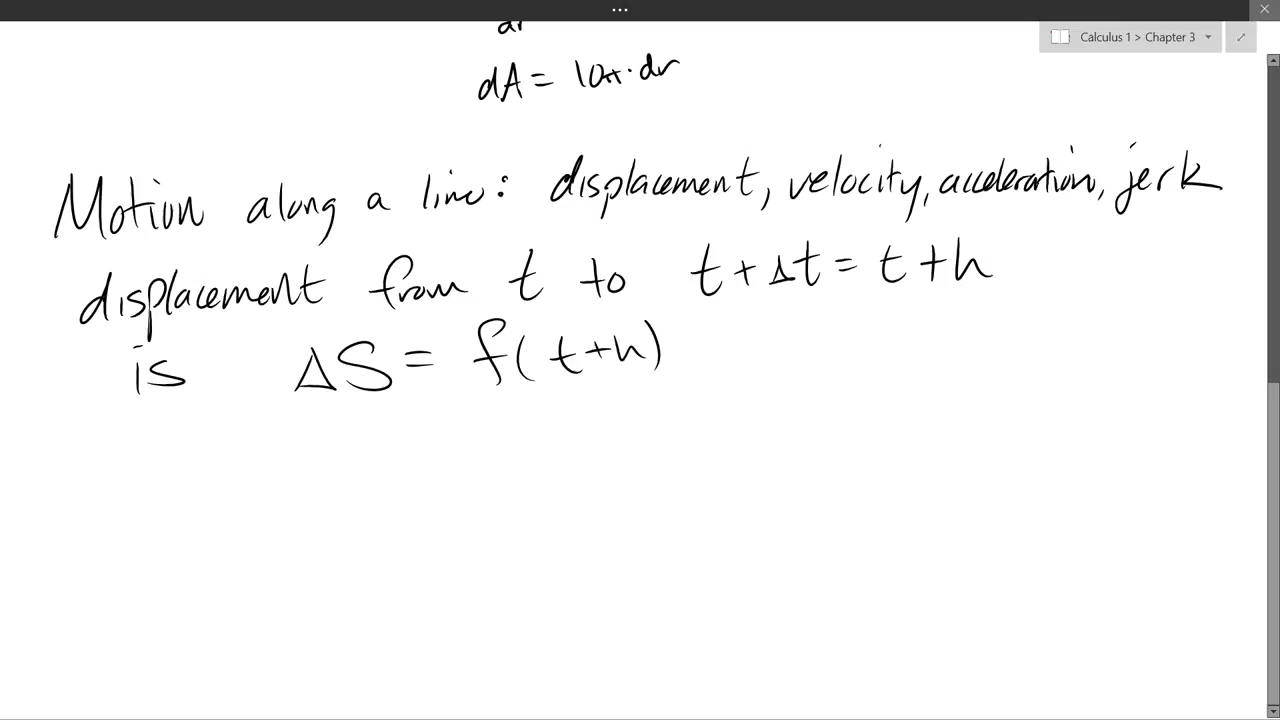 ...
Calculus 1 > Chapter 3
dr
dA = 10π · dr
Motion along a line: displacement, velocity, acceleration, jerk
displacement from t to t + Δt = t + h
is ΔS = f(t+h)